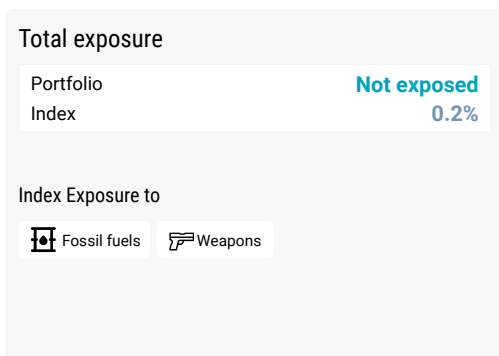 Total exposure
Portfolio Not exposed
Index 0.2%
Index Exposure to
Fossil fuels Weapons